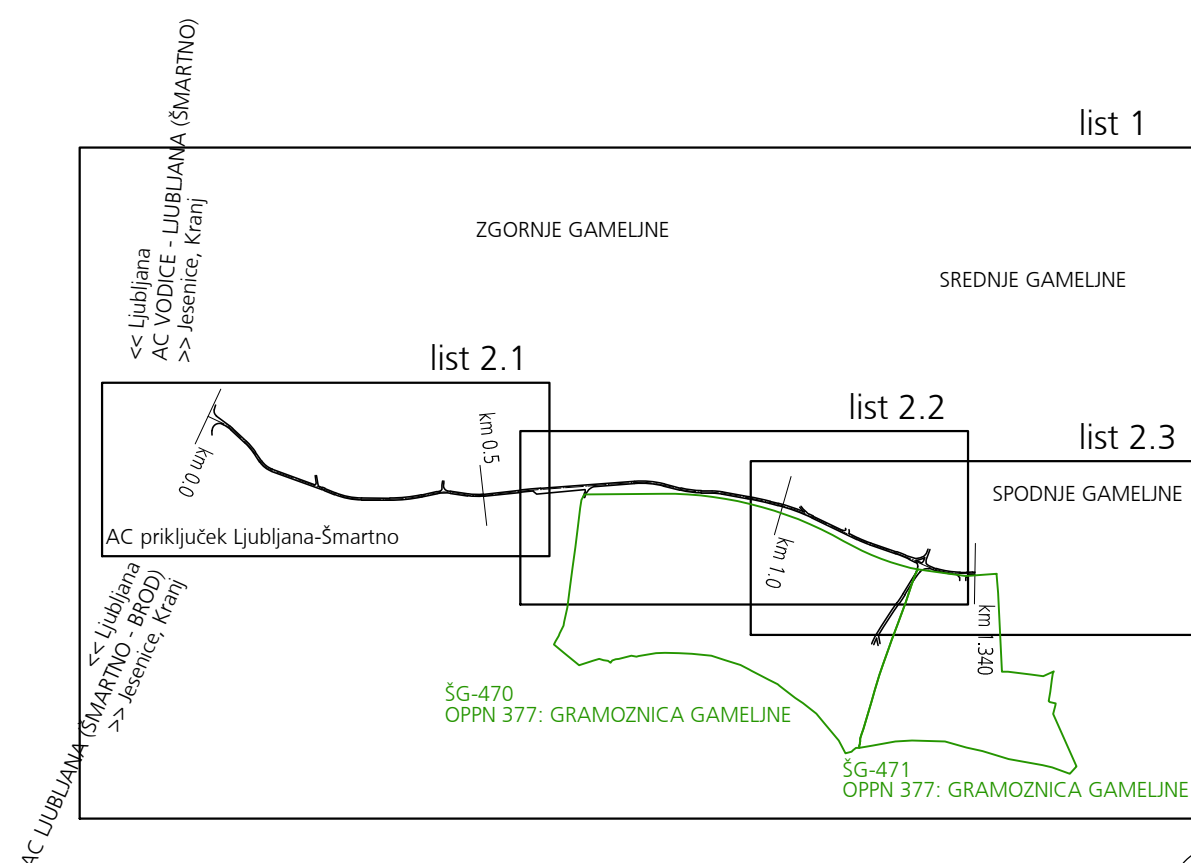 list 1
<< Ljubljana
AC VODICE - LJUBLJANA (ŠMARTNO)
>> Jesenice, Kranj
ZGORNJE GAMELJNE
SREDNJE GAMELJNE
list 2.1
list 2.2
list 2.3
km 0.0
km 0.5
SPODNJE GAMELJNE
AC priključek Ljubljana-Šmartno
km 1.0
<< Ljubljana
AC LJUBLJANA (ŠMARTNO - BROD)
>> Jesenice, Kranj
km 1.340
ŠG-470
OPPN 377: GRAMOZNICA GAMELJNE
ŠG-471
OPPN 377: GRAMOZNICA GAMELJNE